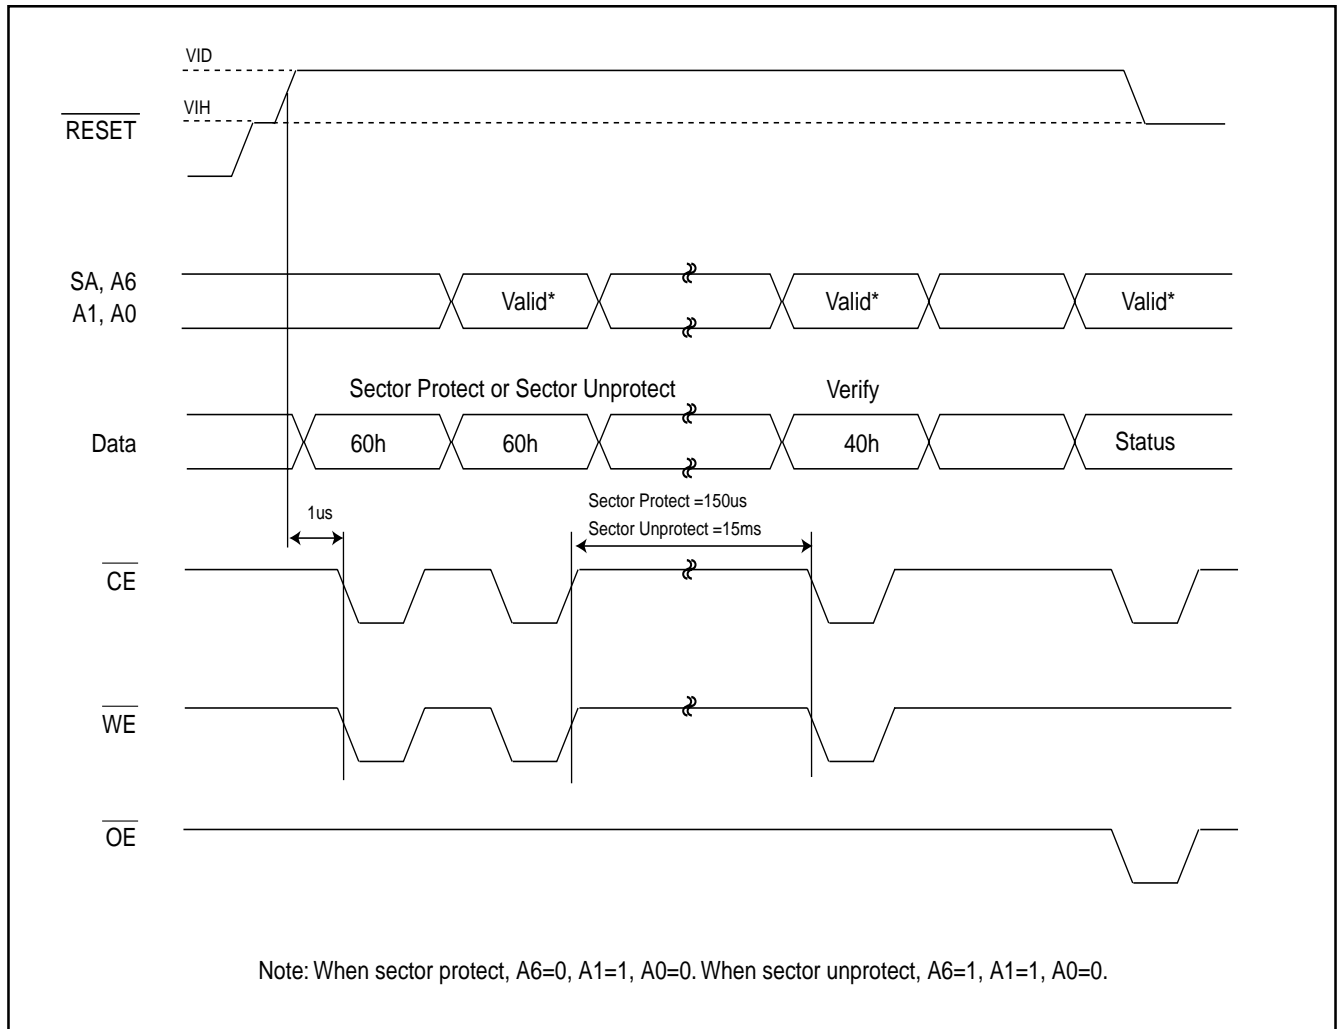 VID
VIH
RESET
SA, A6
A1, A0
Valid*
Valid*
Valid*
Sector Protect or Sector Unprotect
Verify
Data
60h
60h
40h
Status
1us
Sector Protect =150us
Sector Unprotect =15ms
CE
WE
OE
Note: When sector protect, A6=0, A1=1, A0=0. When sector unprotect, A6=1, A1=1, A0=0.